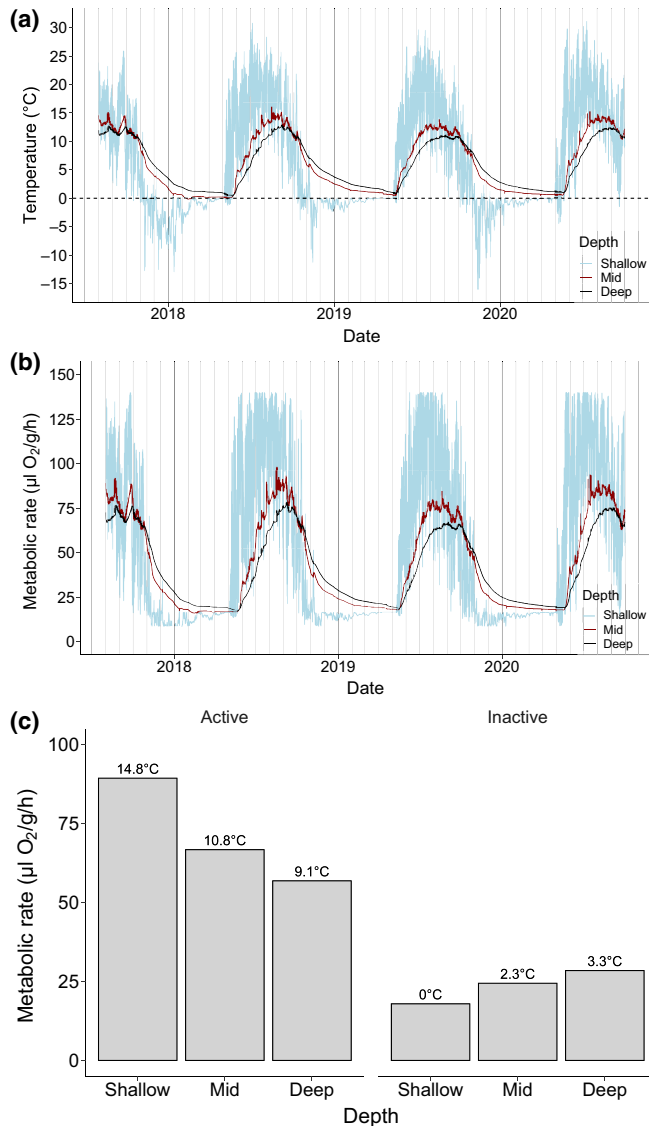 (a)
Temperature (°C)
30
25
20
15
10
5
0
−5
−10
−15
Depth
Shallow
Mid
Deep
2018 2019 2020
Date
(b)
Metabolic rate (µl O₂/g/h)
150
125
100
75
50
25
0
Depth
Shallow
Mid
Deep
2018 2019 2020
Date
(c)
Active Inactive
Metabolic rate (µl O₂/g/h)
100
75
50
25
0
14.8°C
10.8°C
9.1°C
0°C
2.3°C
3.3°C
Shallow Mid Deep Shallow Mid Deep
Depth